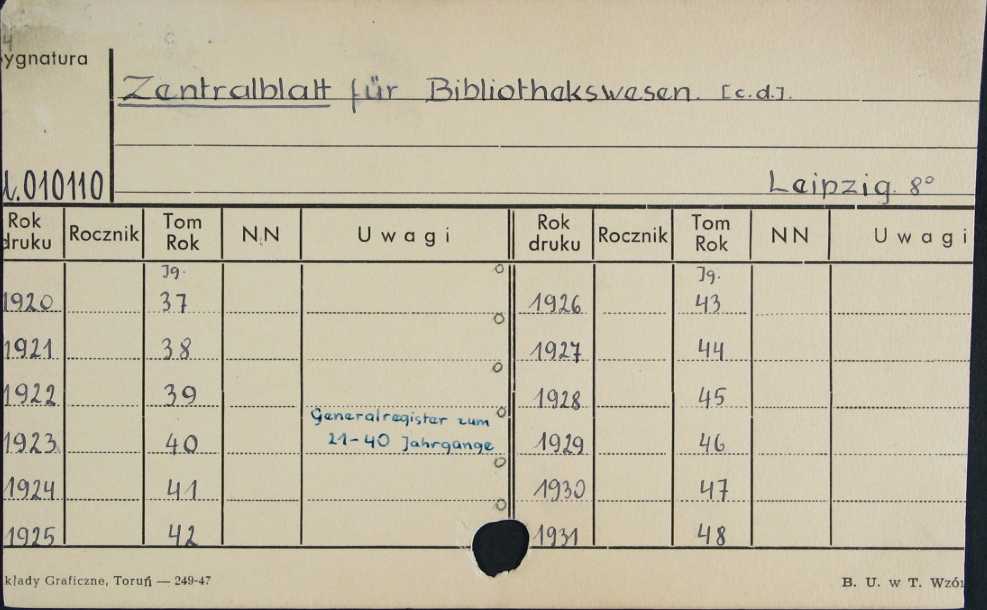 ygnatura
Zentralblatt für Bibliothekswesen. [c.d.].
010110
Leipzig. 8°
Rok druku Rocznik Tom Rok NN Uwagi Rok druku Rocznik Tom Rok NN Uwagi
Jg. Jg.
1920 37 1926 43
1921 38 1927 44
1922 39 1928 45
Generalregister zum
1923 40 21-40 Jahrgange 1929 46
1924 41 1930 47
1925 42 1931 48
kłady Graficzne, Toruń — 249-47 B. U. w T. Wzó